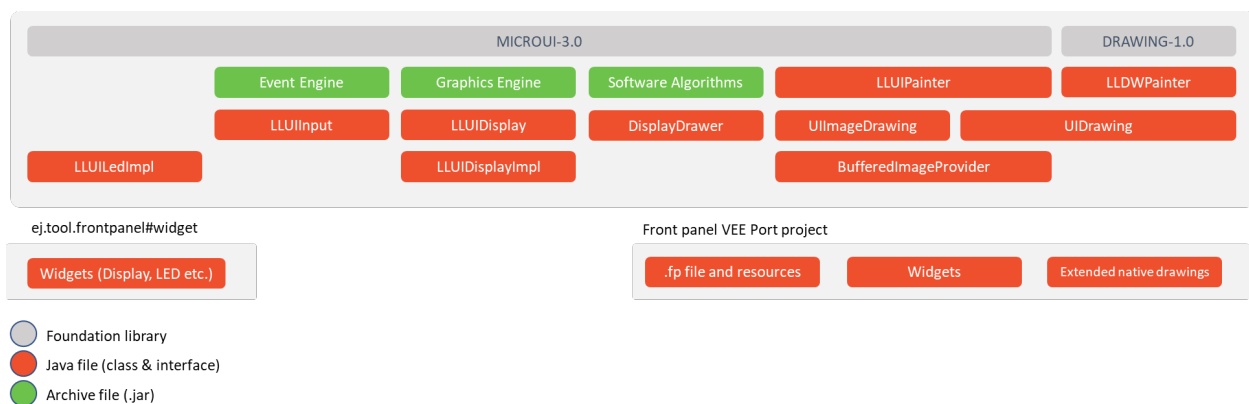 MICROUI-3.0
DRAWING-1.0
Event Engine
Graphics Engine
Software Algorithms
LLUIPainter
LLDWPainter
LLUIInput
LLUIDisplay
DisplayDrawer
UIImageDrawing
UIDrawing
LLUILedImpl
LLUIDisplayImpl
BufferedImageProvider
ej.tool.frontpanel#widget
Front panel VEE Port project
Widgets (Display, LED etc.)
.fp file and resources
Widgets
Extended native drawings
Foundation library
Java file (class & interface)
Archive file (.jar)